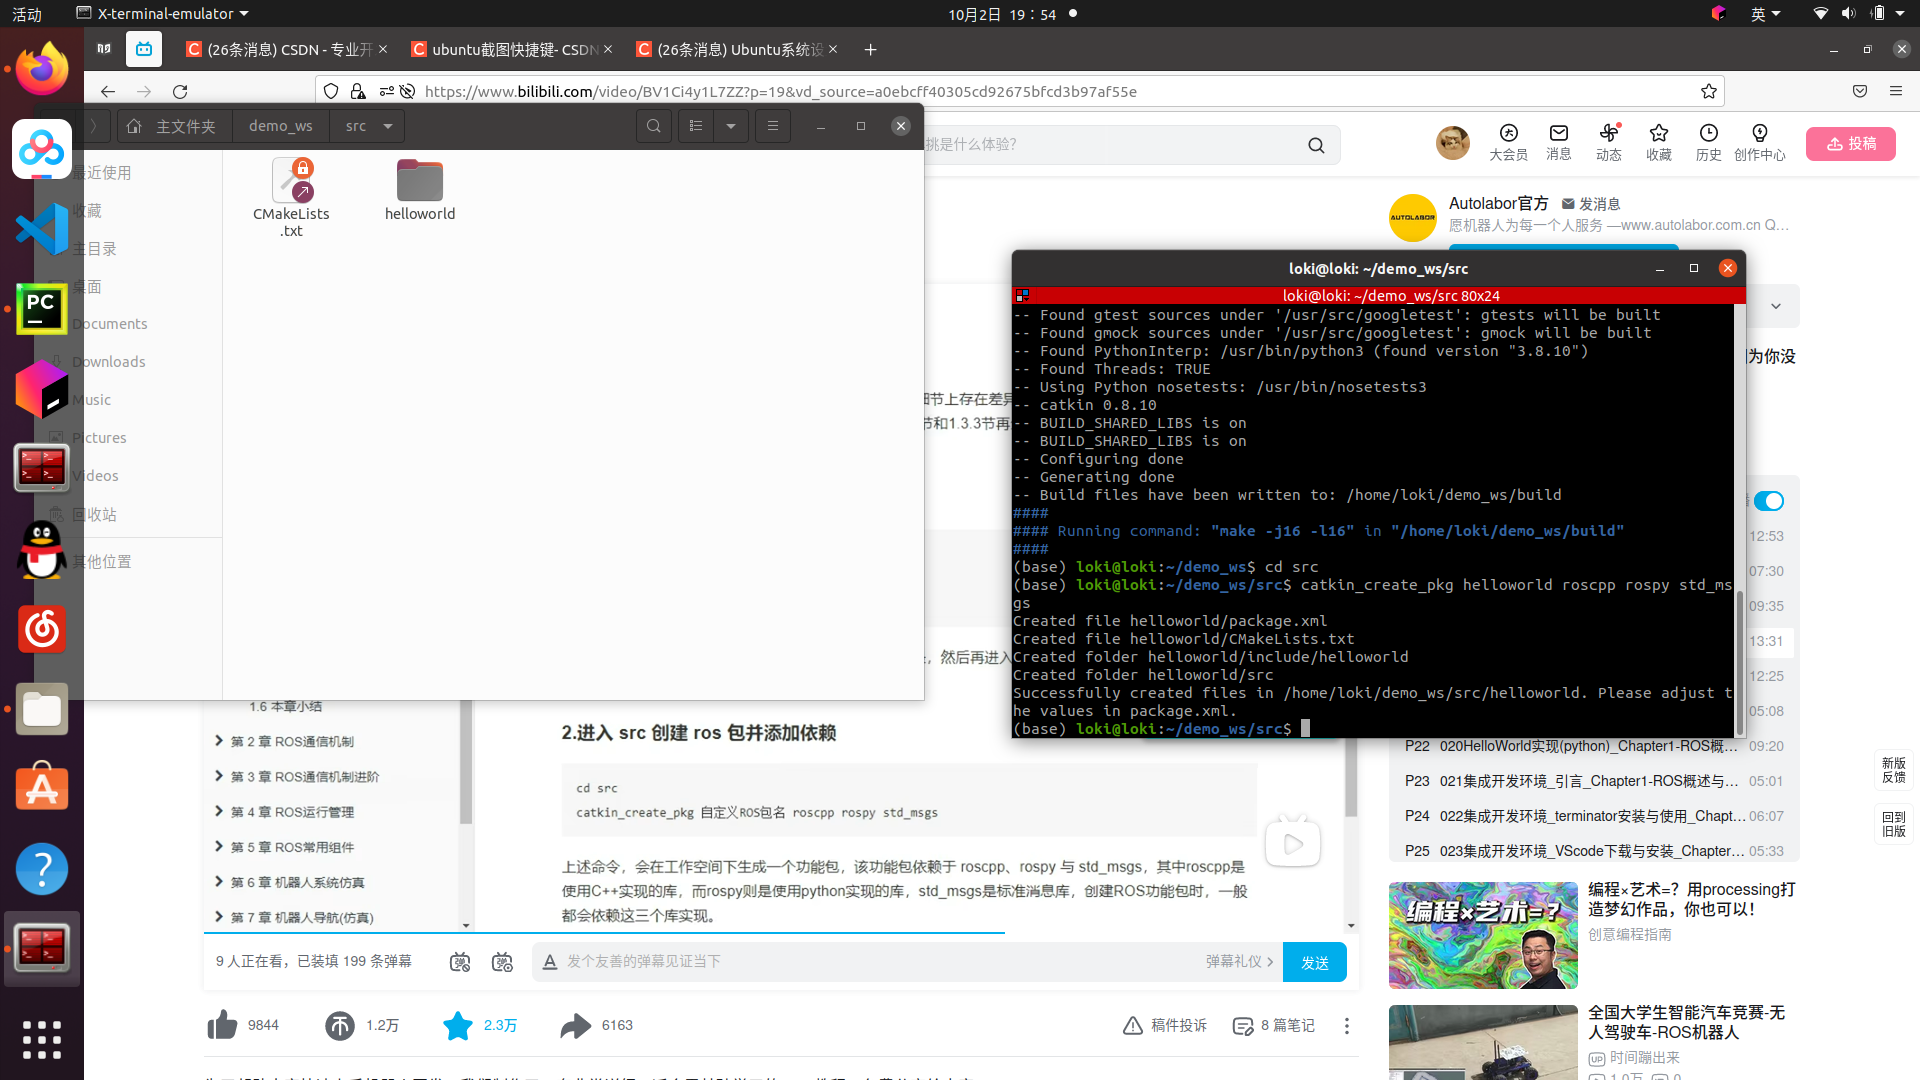 活动
X-terminal-emulator
10月2日 19：54
英
(26条消息) CSDN - 专业开
ubuntu截图快捷键- CSDN
(26条消息) Ubuntu系统设
https://www.bilibili.com/video/BV1Ci4y1L7ZZ?p=19&vd_source=a0ebcff40305cd92675bfcd3b97af55e
主文件夹
demo_ws
src
挑是什么体验?
大会员
消息
动态
收藏
历史
创作中心
投稿
最近使用
收藏
主目录
桌面
Documents
Downloads
Music
Pictures
Videos
回收站
其他位置
CMakeLists
.txt
helloworld
PC
AUTOLABOR
Autolabor官方
发消息
愿机器人为每一个人服务 —www.autolabor.com.cn Q…
loki@loki: ~/demo_ws/src
loki@loki: ~/demo_ws/src 80x24
-- Found gtest sources under '/usr/src/googletest': gtests will be built
-- Found gmock sources under '/usr/src/googletest': gmock will be built
-- Found PythonInterp: /usr/bin/python3 (found version "3.8.10")
-- Found Threads: TRUE
-- Using Python nosetests: /usr/bin/nosetests3
-- catkin 0.8.10
-- BUILD_SHARED_LIBS is on
-- BUILD_SHARED_LIBS is on
-- Configuring done
-- Generating done
-- Build files have been written to: /home/loki/demo_ws/build
####
#### Running command: "make -j16 -l16" in "/home/loki/demo_ws/build"
####
(base) loki@loki:~/demo_ws$ cd src
(base) loki@loki:~/demo_ws/src$ catkin_create_pkg helloworld roscpp rospy std_ms
gs
Created file helloworld/package.xml
Created file helloworld/CMakeLists.txt
Created folder helloworld/include/helloworld
Created folder helloworld/src
Successfully created files in /home/loki/demo_ws/src/helloworld. Please adjust t
he values in package.xml.
(base) loki@loki:~/demo_ws/src$
为你没
节上存在差异
节和1.3.3节再
，然后再进入
12:53
07:30
09:35
13:31
12:25
05:08
P22 020HelloWorld实现(python)_Chapter1-ROS概… 09:20
P23 021集成开发环境_引言_Chapter1-ROS概述与… 05:01
P24 022集成开发环境_terminator安装与使用_Chapt… 06:07
P25 023集成开发环境_VScode下载与安装_Chapter… 05:33
1.6 本章小结
第 2 章 ROS通信机制
第 3 章 ROS通信机制进阶
第 4 章 ROS运行管理
第 5 章 ROS常用组件
第 6 章 机器人系统仿真
第 7 章 机器人导航(仿真)
2.进入 src 创建 ros 包并添加依赖
cd src
catkin_create_pkg 自定义ROS包名 roscpp rospy std_msgs
上述命令，会在工作空间下生成一个功能包，该功能包依赖于 roscpp、rospy 与 std_msgs，其中roscpp是
使用C++实现的库，而rospy则是使用python实现的库，std_msgs是标准消息库，创建ROS功能包时，一般
都会依赖这三个库实现。
9 人正在看，已装填 199 条弹幕
发个友善的弹幕见证当下
弹幕礼仪
发送
9844
1.2万
2.3万
6163
稿件投诉
8 篇笔记
新版
反馈
回到
旧版
编程×艺术=?
编程×艺术=？用processing打
造梦幻作品，你也可以！
创意编程指南
全国大学生智能汽车竞赛-无
人驾驶车-ROS机器人
UP 时间蹦出来